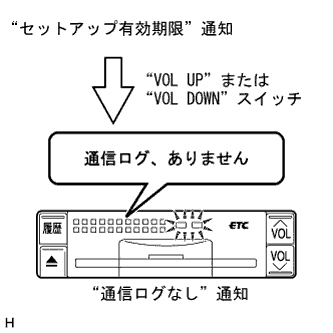 “セットアップ有効期限”通知
“VOL UP”または
“VOL DOWN”スイッチ
通信ログ、ありません
履歴
ETC
VOL
VOL
“通信ログなし”通知
H